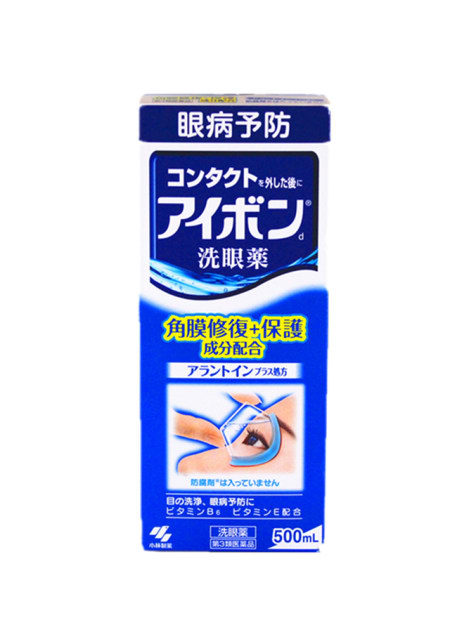 眼病予防
コンタクトを外した後に
アイボン®
d
洗眼薬
角膜修復+保護
成分配合
アラントインプラス処方
防腐剤※は入っていません
目の洗浄、眼病予防に
ビタミンB6 ビタミンE配合
小林製薬
洗眼薬
第3類医薬品
500mL